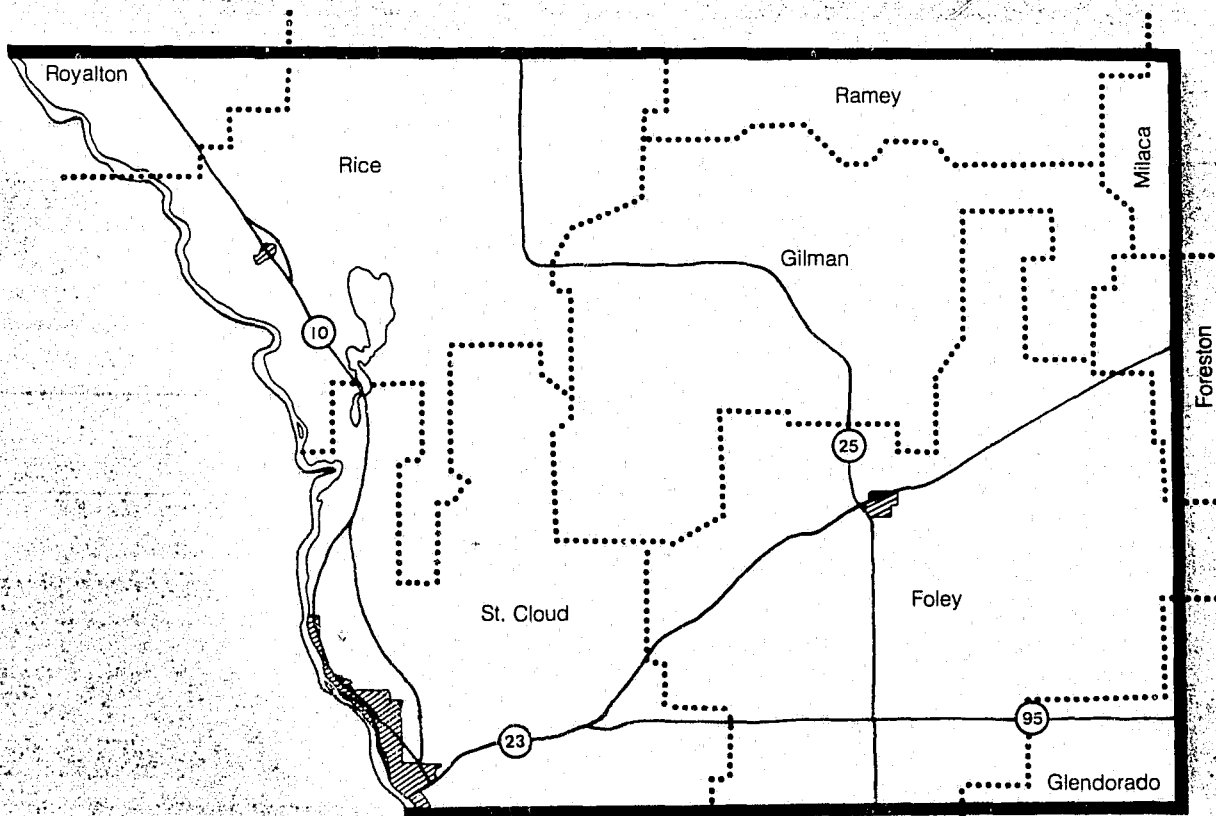 Royalton
Ramey
Milaca
Rice
Gilman
10
Foreston
25
Foley
St. Cloud
95
23
Glendorado